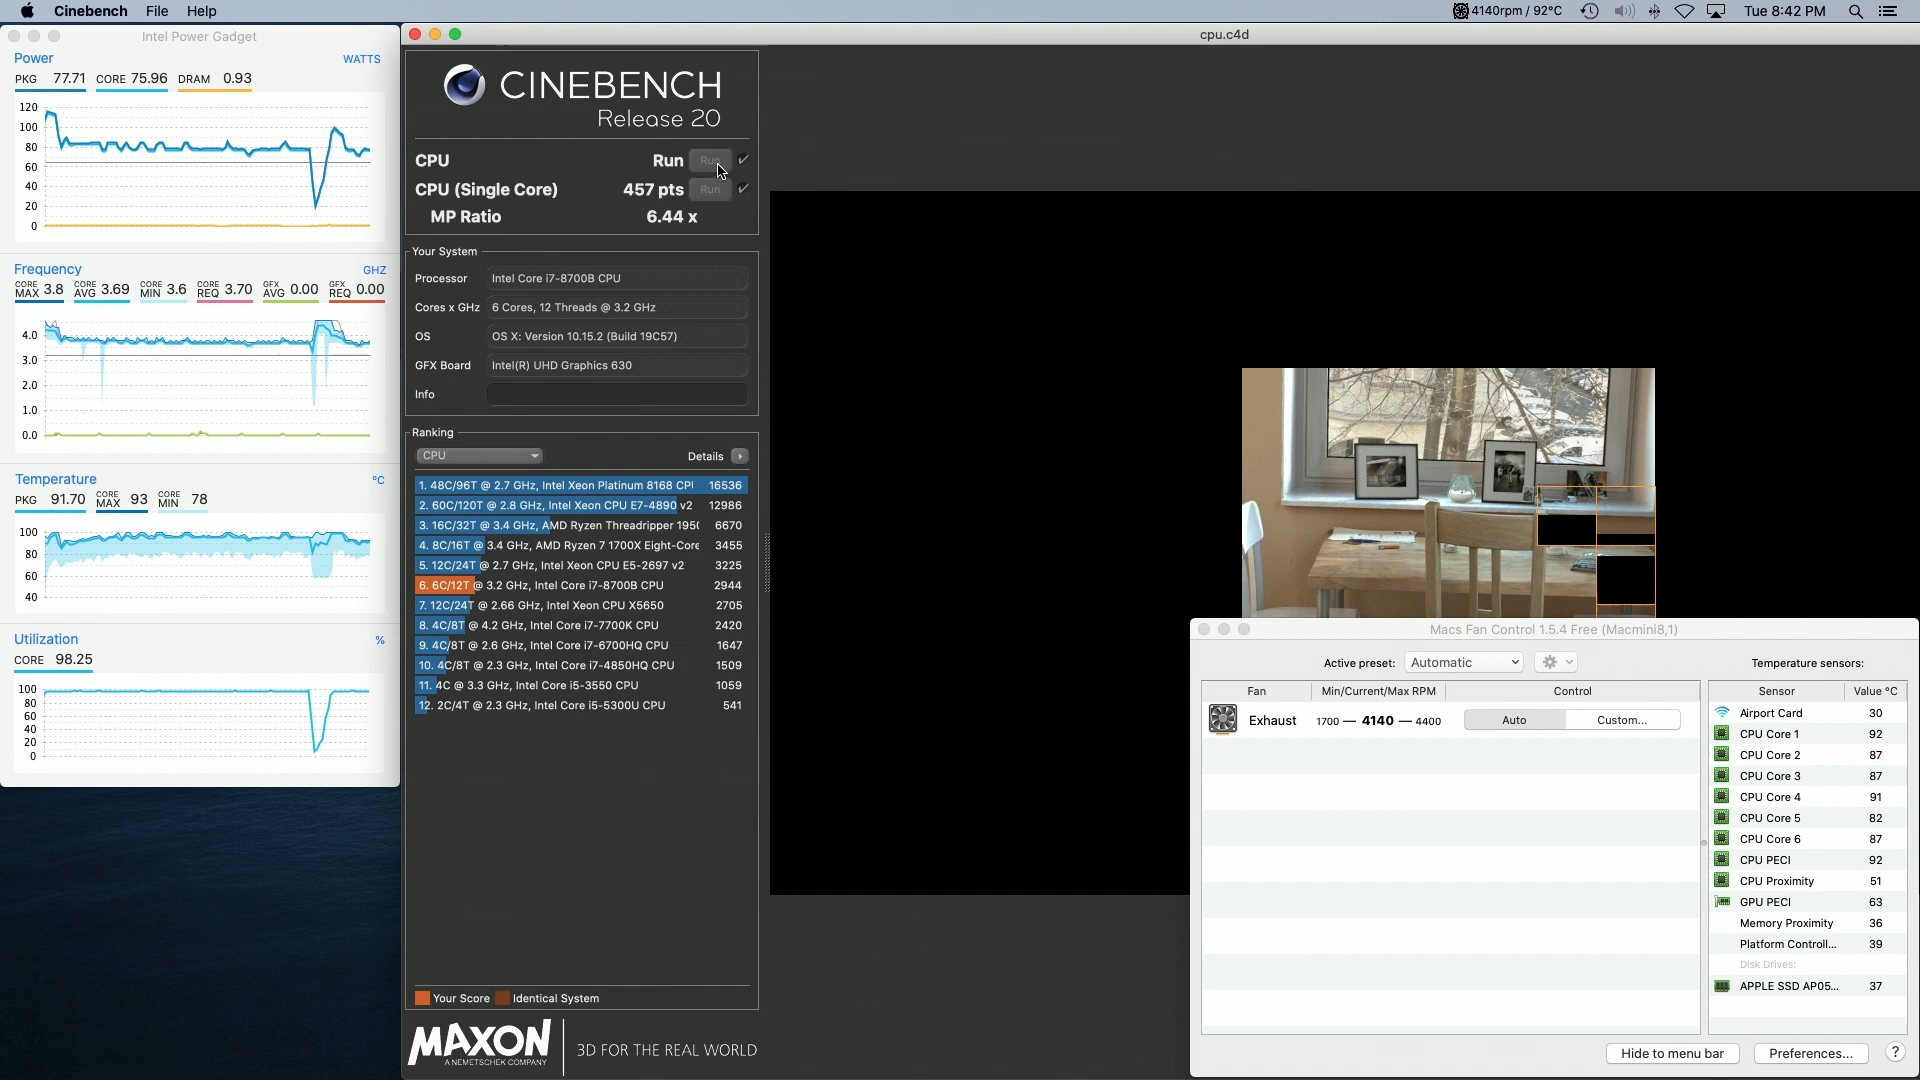 Cinebench File Help
4140rpm / 92°C Tue 8:42 PM
Intel Power Gadget
Power WATTS
PKG 77.71 CORE 75.96 DRAM 0.93
120
100
80
60
40
20
0
Frequency GHZ
CORE MAX 3.8 CORE AVG 3.69 CORE MIN 3.6 CORE REQ 3.70 GFX AVG 0.00 GFX REQ 0.00
4.0
3.0
2.0
1.0
0.0
Temperature °C
PKG 91.70 CORE MAX 93 CORE MIN 78
100
80
60
40
Utilization %
CORE 98.25
100
80
60
40
20
0
cpu.c4d
CINEBENCH
Release 20
CPU Run Run
CPU (Single Core) 457 pts Run
MP Ratio 6.44 x
Your System
Processor Intel Core i7-8700B CPU
Cores x GHz 6 Cores, 12 Threads @ 3.2 GHz
OS OS X: Version 10.15.2 (Build 19C57)
GFX Board Intel(R) UHD Graphics 630
Info
Ranking
CPU Details
1. 48C/96T @ 2.7 GHz, Intel Xeon Platinum 8168 CPU 16536
2. 60C/120T @ 2.8 GHz, Intel Xeon CPU E7-4890 v2 12986
3. 16C/32T @ 3.4 GHz, AMD Ryzen Threadripper 1950 6670
4. 8C/16T @ 3.4 GHz, AMD Ryzen 7 1700X Eight-Core 3455
5. 12C/24T @ 2.7 GHz, Intel Xeon CPU E5-2697 v2 3225
6. 6C/12T @ 3.2 GHz, Intel Core i7-8700B CPU 2944
7. 12C/24T @ 2.66 GHz, Intel Xeon CPU X5650 2705
8. 4C/8T @ 4.2 GHz, Intel Core i7-7700K CPU 2420
9. 4C/8T @ 2.6 GHz, Intel Core i7-6700HQ CPU 1647
10. 4C/8T @ 2.3 GHz, Intel Core i7-4850HQ CPU 1509
11. 4C @ 3.3 GHz, Intel Core i5-3550 CPU 1059
12. 2C/4T @ 2.3 GHz, Intel Core i5-5300U CPU 541
Your Score Identical System
MAXON
A NEMETSCHEK COMPANY
3D FOR THE REAL WORLD
Macs Fan Control 1.5.4 Free (Macmini8,1)
Active preset: Automatic
Fan Min/Current/Max RPM Control
Exhaust 1700 — 4140 — 4400 Auto Custom...
Temperature sensors:
Sensor Value °C
Airport Card 30
CPU Core 1 92
CPU Core 2 87
CPU Core 3 87
CPU Core 4 91
CPU Core 5 82
CPU Core 6 87
CPU PECI 92
CPU Proximity 51
GPU PECI 63
Memory Proximity 36
Platform Controll... 39
Disk Drives:
APPLE SSD AP05... 37
Hide to menu bar Preferences... ?